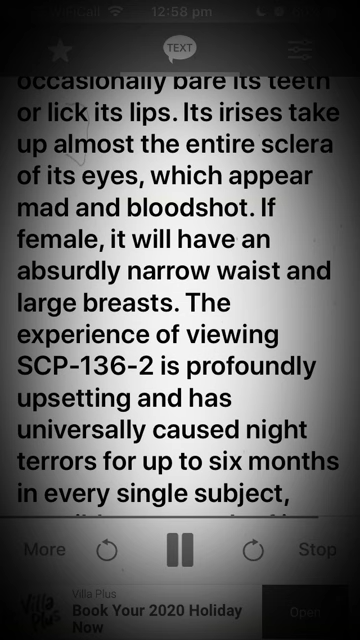 WiFiCall
12:58 pm
TEXT
occasionally bare its teeth
or lick its lips. Its irises take
up almost the entire sclera
of its eyes, which appear
mad and bloodshot. If
female, it will have an
absurdly narrow waist and
large breasts. The
experience of viewing
SCP-136-2 is profoundly
upsetting and has
universally caused night
terrors for up to six months
in every single subject,
More
Stop
Villa Plus
Villa
Plus
Book Your 2020 Holiday
Now
Open